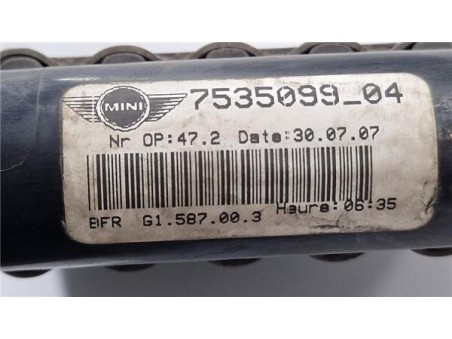 MINI 7535099_04
Nr OP:47.2 Date:30.07.07
BFR G1.587.00.3 Heure:06:35